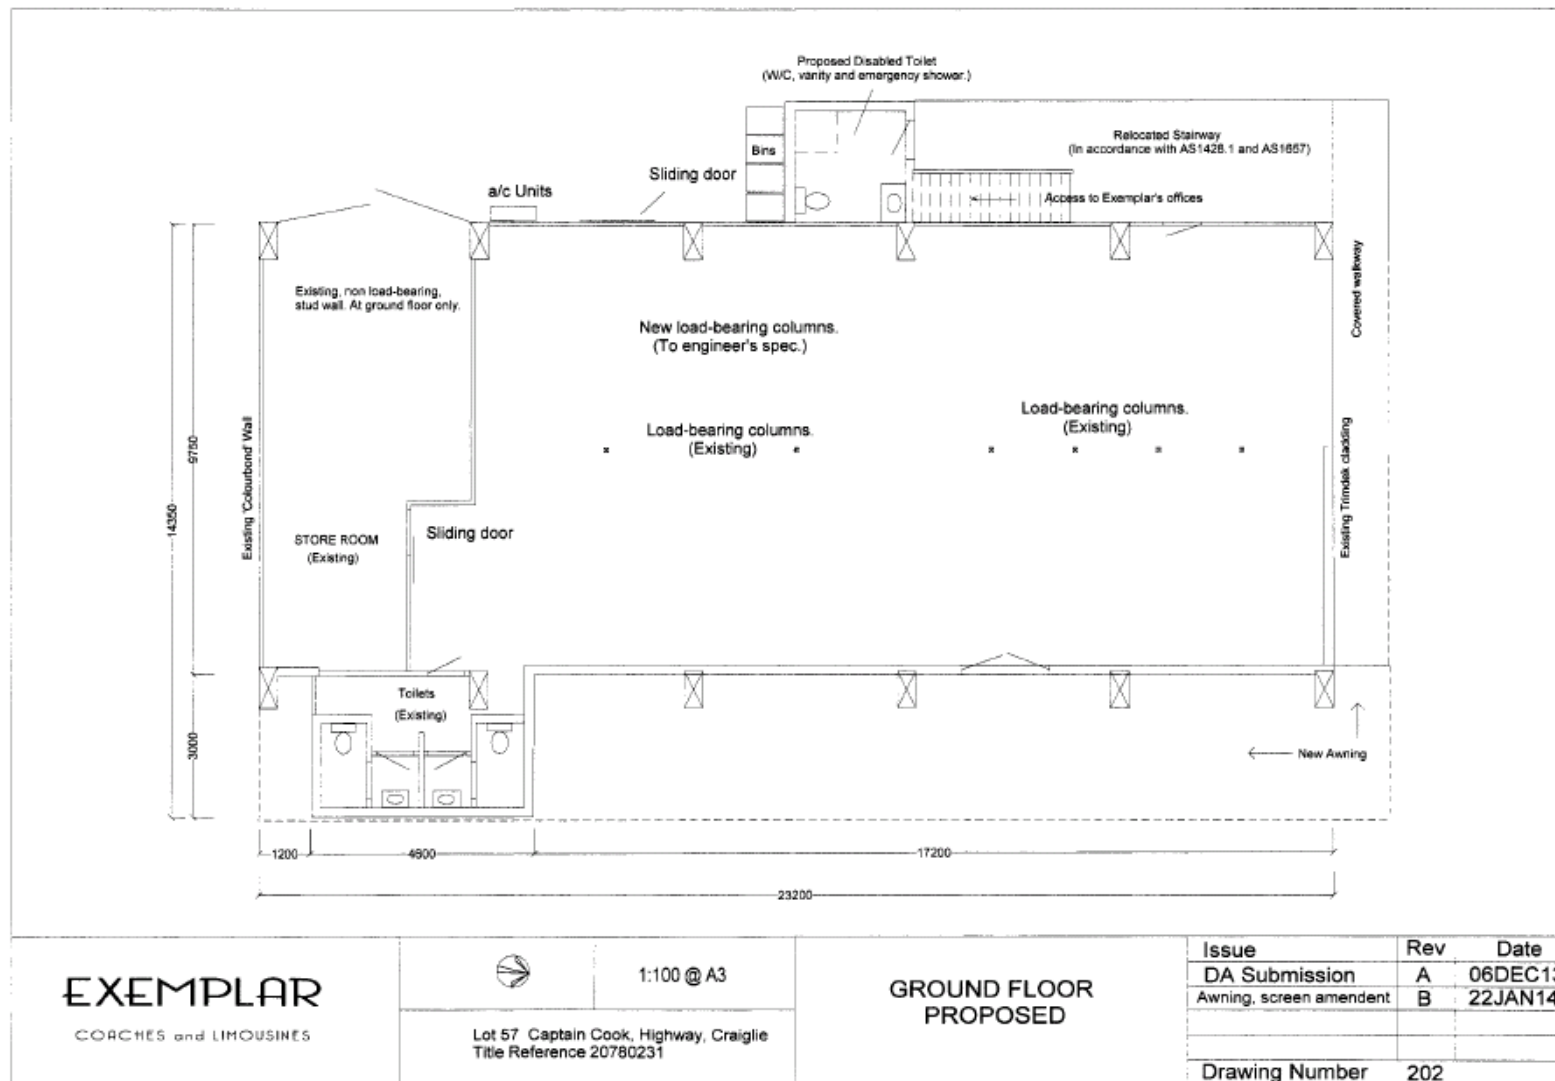 Proposed Disabled Toilet
(W/C, vanity and emergency shower.)
Relocated Stairway
(In accordance with AS1428.1 and AS1657)
Bins
Sliding door
a/c Units
Access to Exemplar's offices
Covered walkway
Existing, non load-bearing,
stud wall. At ground floor only.
New load-bearing columns.
(To engineer's spec.)
Load-bearing columns.
(Existing)
Load-bearing columns.
(Existing)
Existing 'Colourbond' Wall
Existing Trimdek cladding
9750
14350
STORE ROOM
(Existing)
Sliding door
Toilets
(Existing)
3000
New Awning
1200
4800
17200
23200
EXEMPLAR
COACHES and LIMOUSINES
1:100 @ A3
Lot 57 Captain Cook, Highway, Craiglie
Title Reference 20780231
GROUND FLOOR
PROPOSED
Issue Rev Date
DA Submission A 06DEC13
Awning, screen amendent B 22JAN14
Drawing Number 202